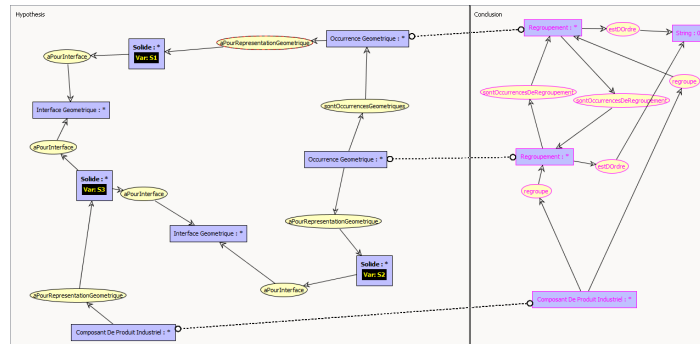 Hypothesis
Conclusion
Solide : *
Var: S1
aPourRepresentationGeometrique
Occurrence Geometrique : *
Regroupement : *
estDOrdre
String : 0
aPourInterface
regroupe
sontOccurrencesGeometriques
sontOccurrencesDeRegroupement
sontOccurrencesDeRegroupement
Interface Geometrique : *
aPourInterface
Occurrence Geometrique : *
Regroupement : *
estDOrdre
Solide : *
Var: S3
aPourInterface
regroupe
aPourRepresentationGeometrique
Interface Geometrique : *
Solide : *
Var: S2
aPourInterface
aPourRepresentationGeometrique
Composant De Produit Industriel : *
Composant De Produit Industriel : *